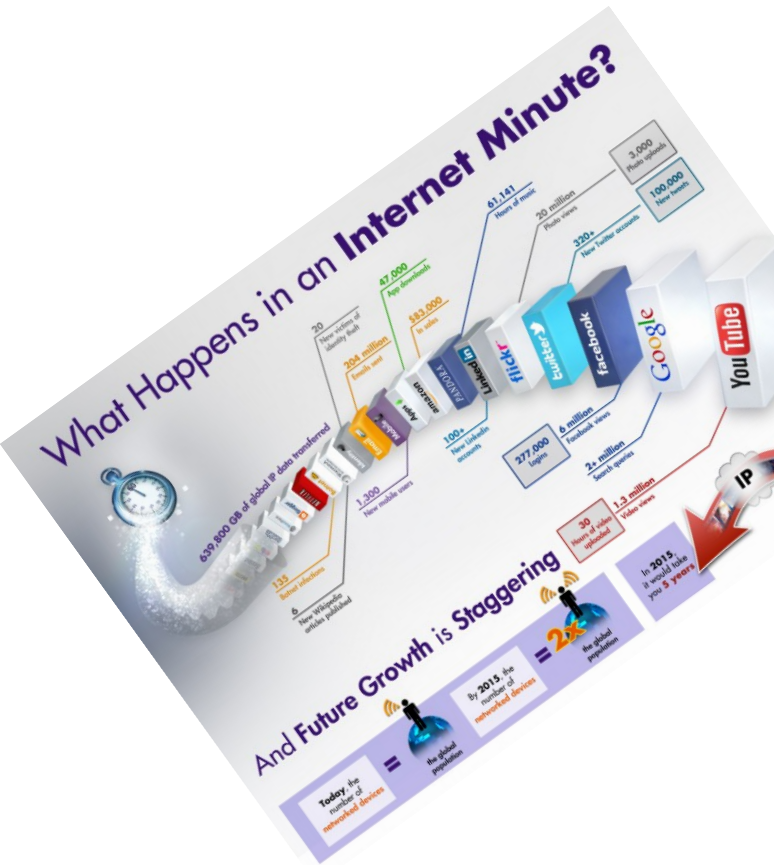 What Happens in an Internet Minute?
3,000
Photo uploads
100,000
New tweets
61,141
Hours of music
20 million
Photo views
320+
New Twitter accounts
47,000
App downloads
$83,000
In sales
20
New victims of
identity theft
204 million
Emails sent
639,800 GB of global IP data transferred
Mobile
Apps
amazon
PANDORA
Linked in
flickr
twitter
facebook
Google
You Tube
135
Botnet infections
6
New Wikipedia
articles published
1,300
New mobile users
100+
New LinkedIn
accounts
277,000
Logins
6 million
Facebook views
2+ million
Search queries
30
Hours of video
uploaded
1.3 million
Video views
IP
And Future Growth is Staggering
Today, the
number of
networked devices
=
the global
population
By 2015, the
number of
networked devices
=
2x
the global
population
In 2015,
it would take
you 5 years